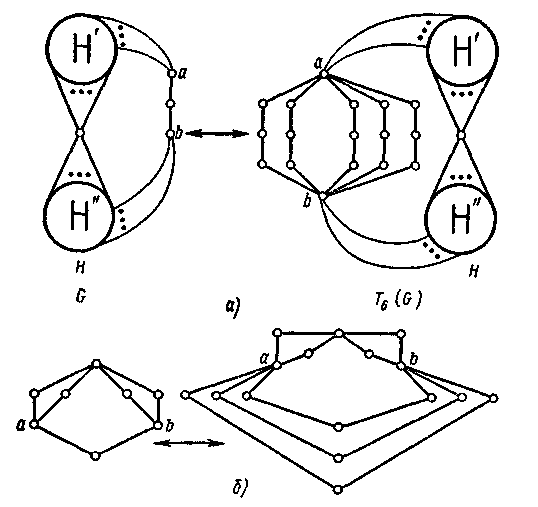 H′ H′
a a
b b
H″ H″
H H
G T₆ (G)
а)
a b a b
б)